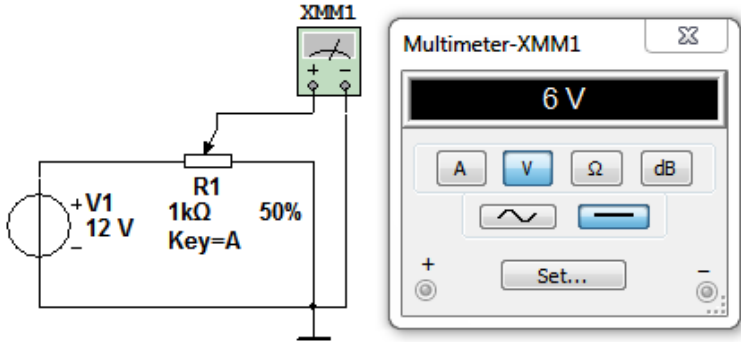 XMM1
+ −
R1
1kΩ 50%
Key=A
+ V1
12 V
−
Multimeter-XMM1
6 V
A V Ω dB
+ Set... −